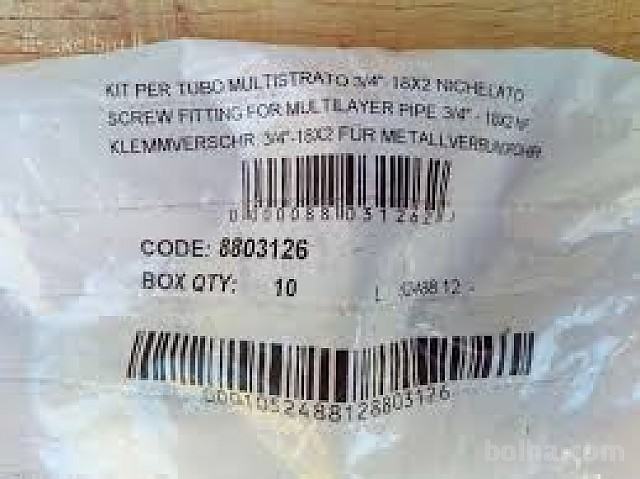 KIT PER TUBO MULTISTRATO 3/4"- 18X2 NICHELATO
SCREW FITTING FOR MULTILAYER PIPE 3/4" - 18X2 NF
KLEMMVERSCHR. 3/4"-18X2 FÜR METALLVERBUNDROHR
CODE: 8803126
BOX QTY: 10
L
bolha.com